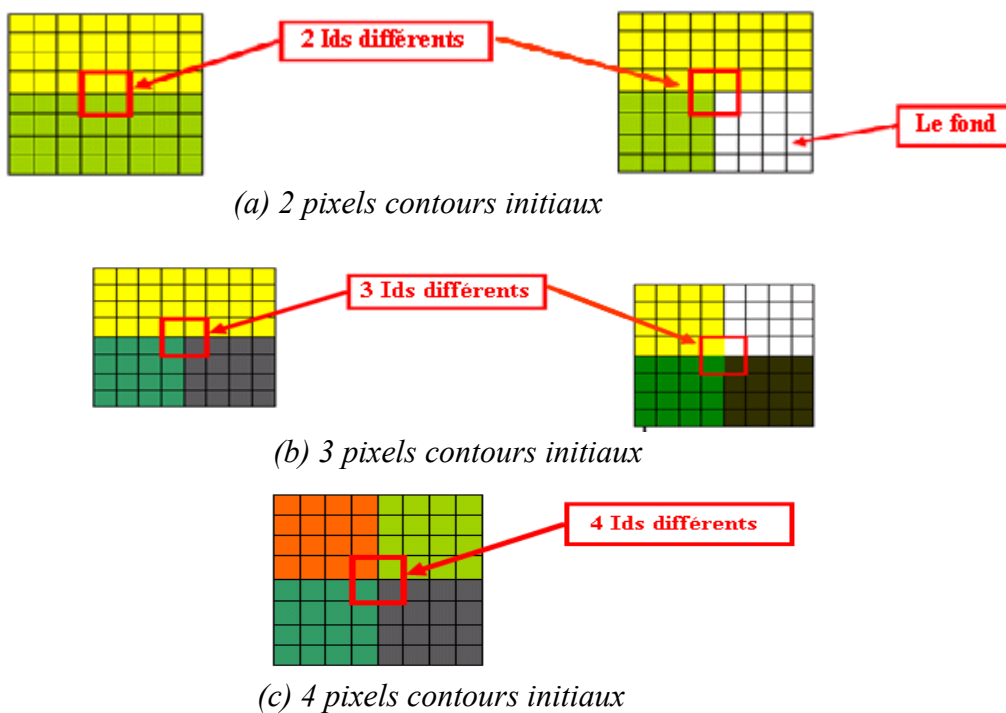 2 Ids différents
Le fond
(a) 2 pixels contours initiaux
3 Ids différents
(b) 3 pixels contours initiaux
4 Ids différents
(c) 4 pixels contours initiaux